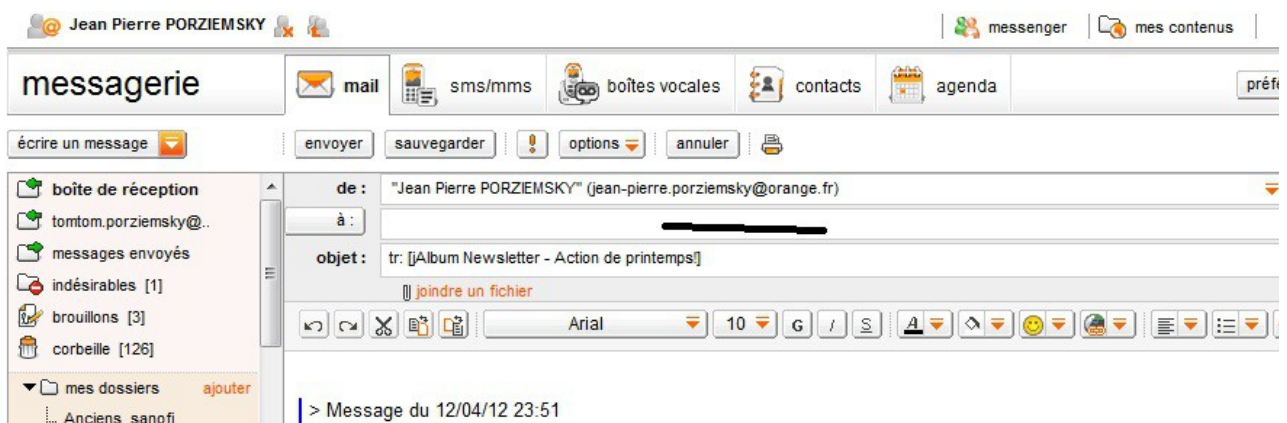 Jean Pierre PORZIEMSKY
messenger
mes contenus
messagerie
mail
sms/mms
boîtes vocales
contacts
agenda
écrire un message
envoyer
sauvegarder
options
annuler
boîte de réception
tomtom.porziemsky@..
messages envoyés
indésirables [1]
brouillons [3]
corbeille [126]
mes dossiers ajouter
Anciens sanofi
de : "Jean Pierre PORZIEMSKY" (jean-pierre.porziemsky@orange.fr)
à :
objet : tr: [jAlbum Newsletter - Action de printemps!]
joindre un fichier
Arial 10 G I S A
> Message du 12/04/12 23:51